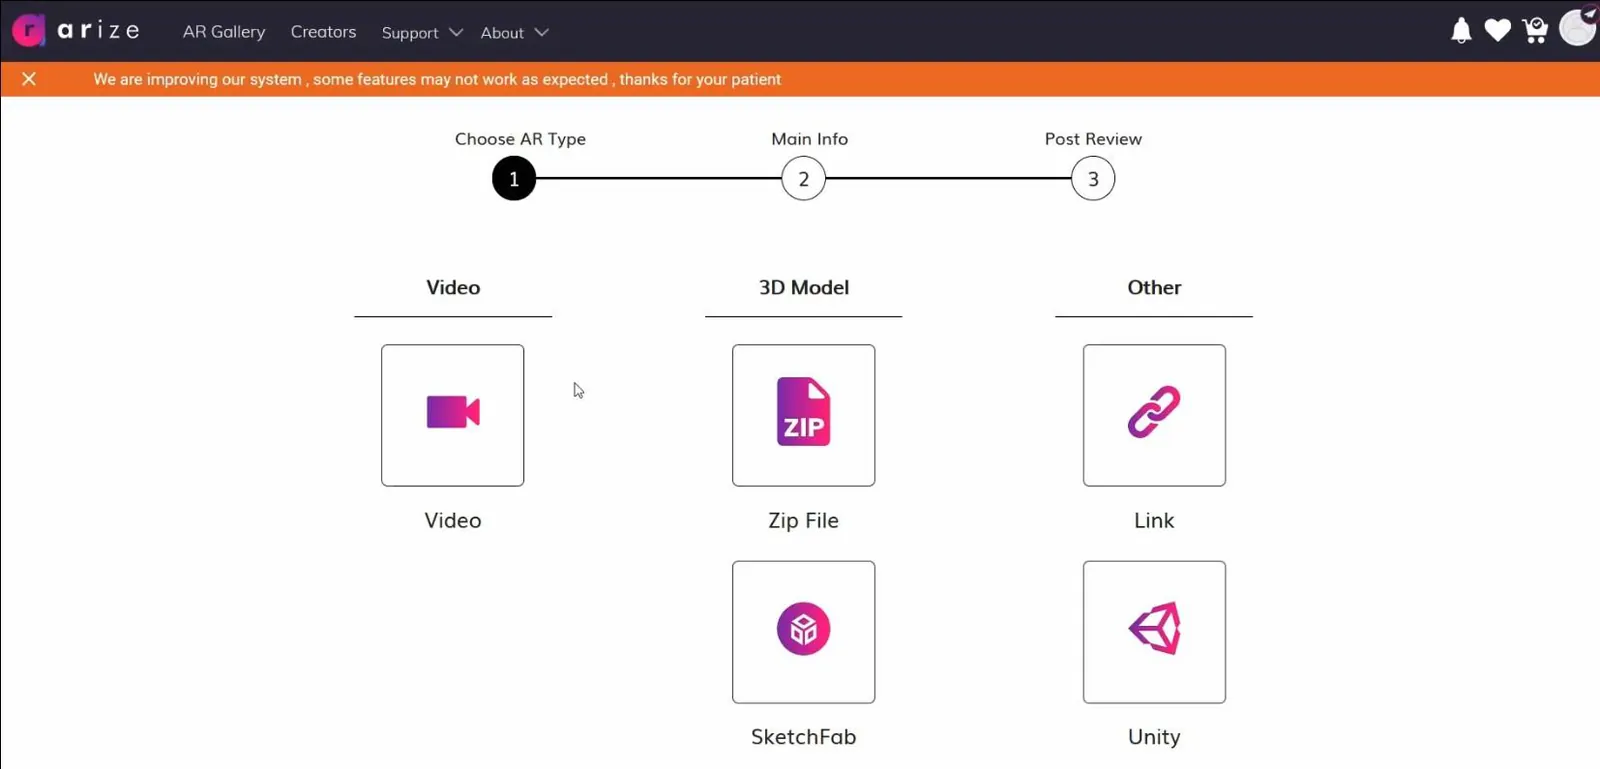 arize AR Gallery Creators Support About
We are improving our system , some features may not work as expected , thanks for your patient
Choose AR Type Main Info Post Review
1 2 3
Video 3D Model Other
ZIP
Video Zip File Link
SketchFab Unity